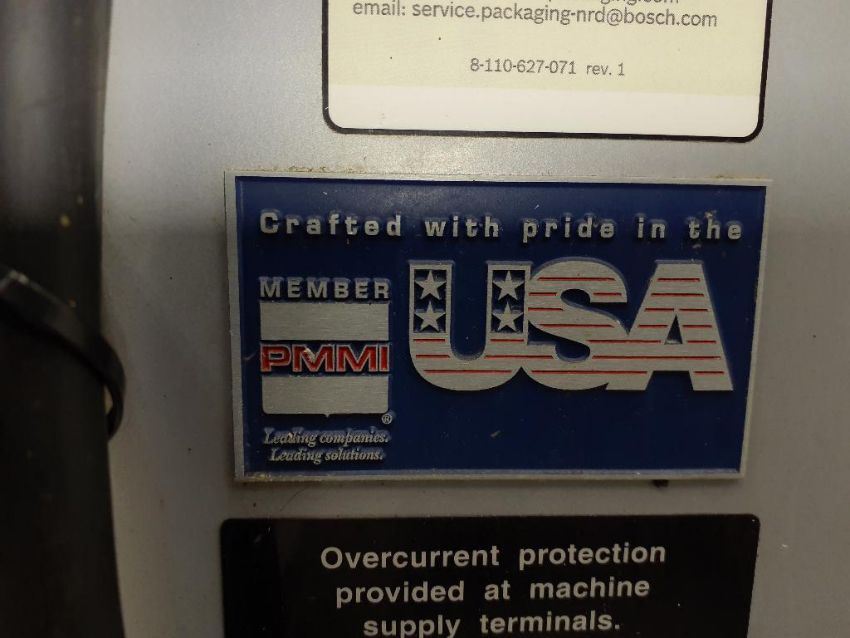 email: service.packaging-nrd@bosch.com
8-110-627-071 rev. 1
Crafted with pride in the
USA
MEMBER
PMMI
®
Leading companies.
Leading solutions.
Overcurrent protection
provided at machine
supply terminals.